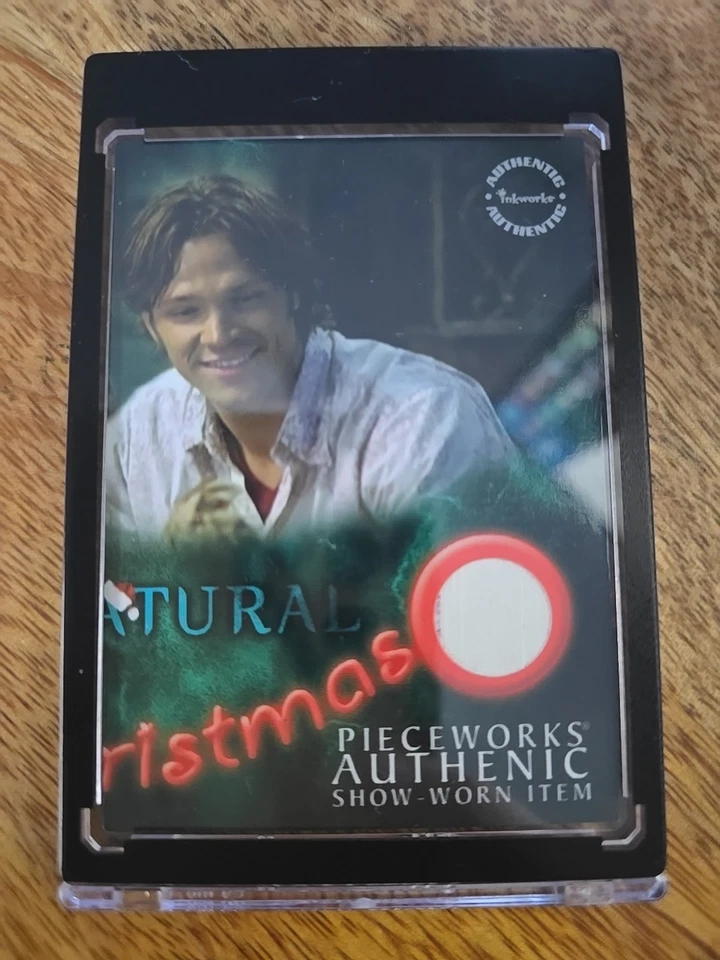 AUTHENTIC
inkworks
AUTHENTIC
ATURAL
ristmas
PIECEWORKS®
AUTHENIC
SHOW-WORN ITEM